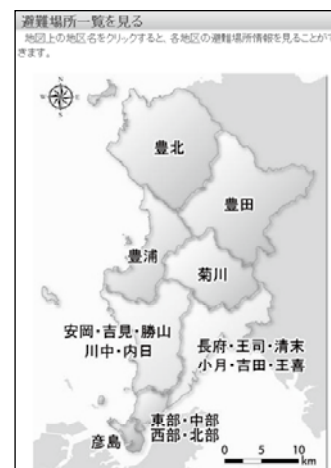 避難場所一覧を見る
地図上の地区名をクリックすると、各地区の避難場所情報を見ることがで
きます。
N
W
E
S
豊北
豊田
豊浦
菊川
安岡・吉見・勝山
川中・内日
長府・王司・清末
小月・吉田・王喜
東部・中部
西部・北部
彦島
0 5 10
km